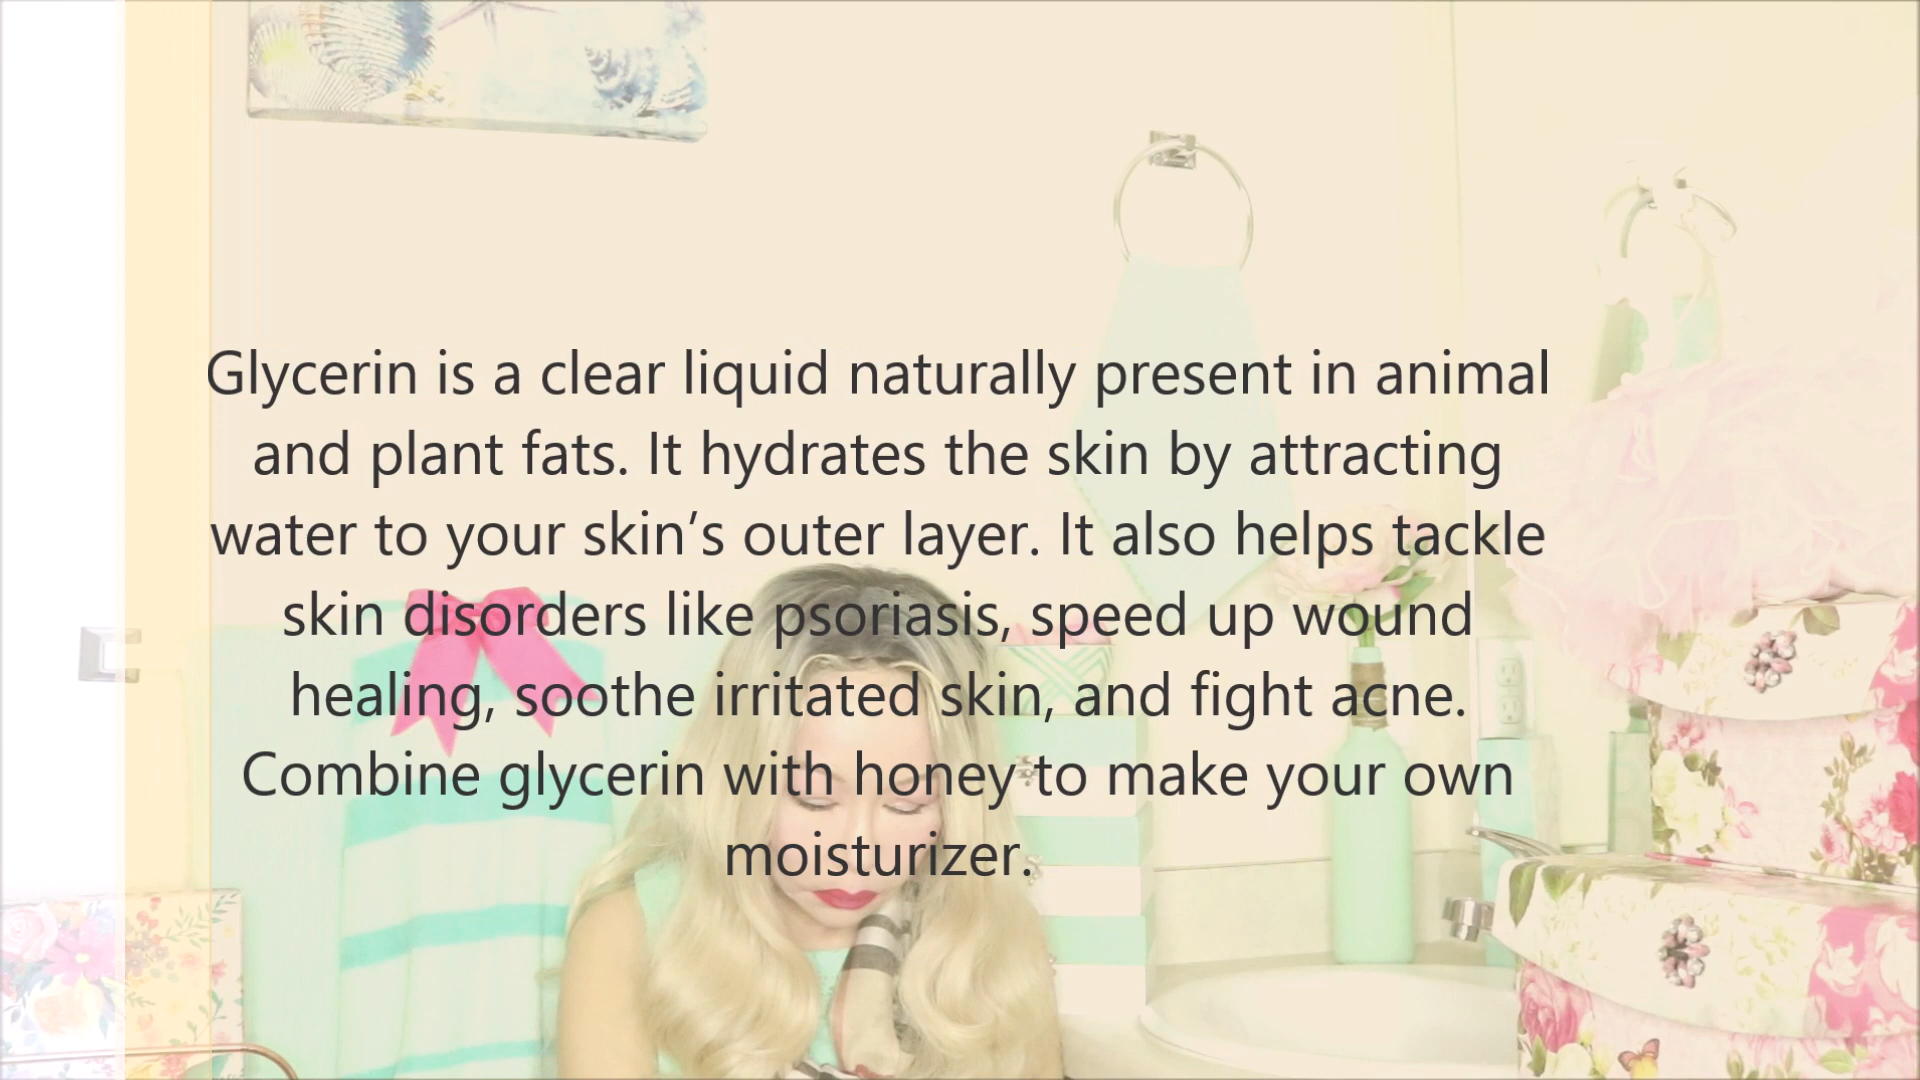 Glycerin is a clear liquid naturally present in animal
and plant fats. It hydrates the skin by attracting
water to your skin’s outer layer. It also helps tackle
skin disorders like psoriasis, speed up wound
healing, soothe irritated skin, and fight acne.
Combine glycerin with honey to make your own
moisturizer.